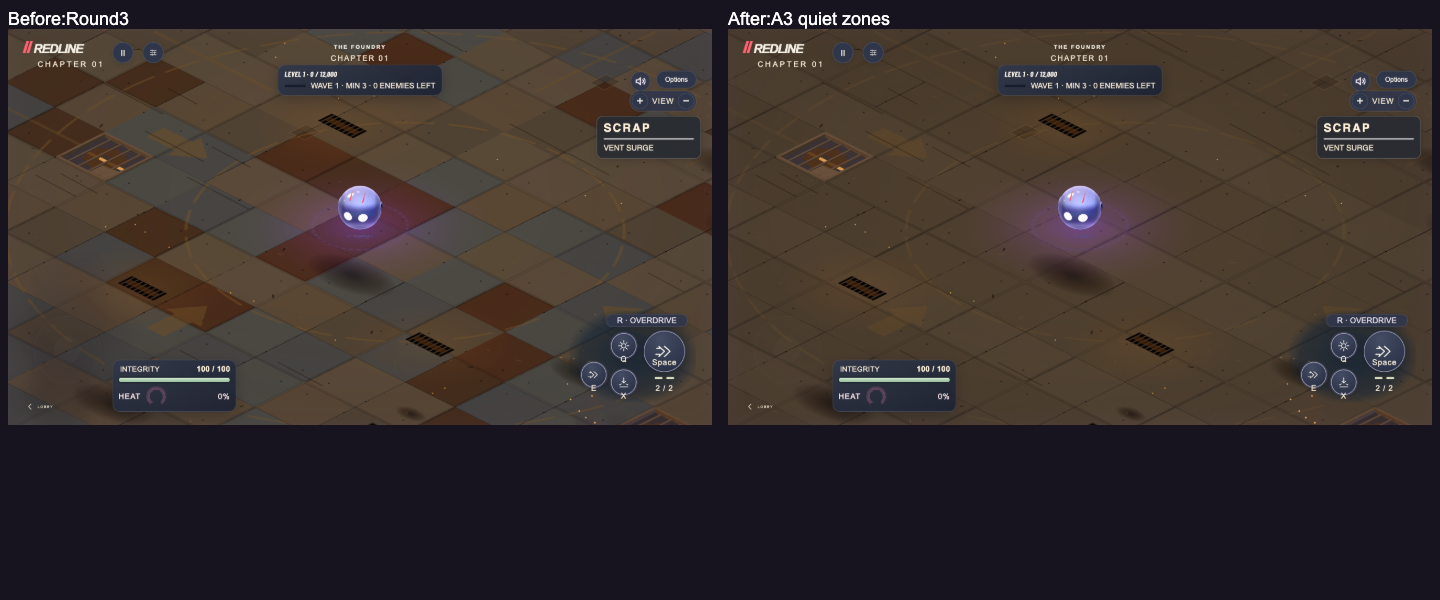 Before:Round3
REDLINE
CHAPTER 01
THE FOUNDRY
CHAPTER 01
LEVEL 1 · 0 / 12,000
WAVE 1 · MIN 3 · 0 ENEMIES LEFT
Options
+ VIEW −
SCRAP
VENT SURGE
R · OVERDRIVE
Q
Space
E
X
2 / 2
INTEGRITY 100 / 100
HEAT 0%
LOBBY
After:A3 quiet zones
REDLINE
CHAPTER 01
THE FOUNDRY
CHAPTER 01
LEVEL 1 · 0 / 12,000
WAVE 1 · MIN 3 · 0 ENEMIES LEFT
Options
+ VIEW −
SCRAP
VENT SURGE
R · OVERDRIVE
Q
Space
E
X
2 / 2
INTEGRITY 100 / 100
HEAT 0%
LOBBY